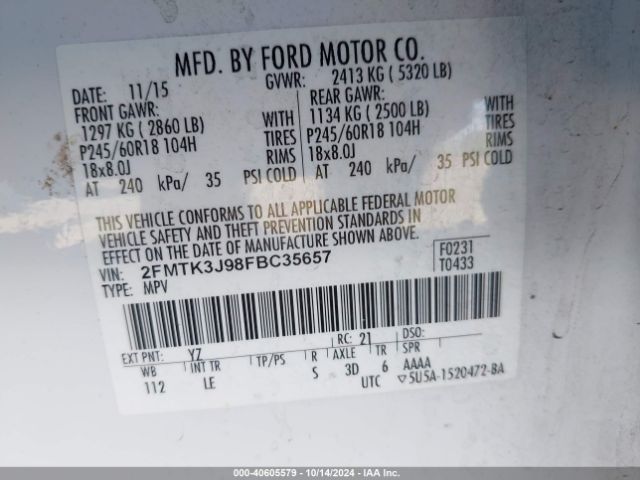 MFD. BY FORD MOTOR CO.
DATE: 11/15 GVWR: 2413 KG ( 5320 LB)
FRONT GAWR: REAR GAWR:
1297 KG ( 2860 LB) WITH 1134 KG ( 2500 LB) WITH
P245/60R18 104H TIRES P245/60R18 104H TIRES
18x8.0J RIMS 18x8.0J RIMS
AT 240 kPa/ 35 PSI COLD AT 240 kPa/ 35 PSI COLD
THIS VEHICLE CONFORMS TO ALL APPLICABLE FEDERAL MOTOR
VEHICLE SAFETY AND THEFT PREVENTION STANDARDS IN
EFFECT ON THE DATE OF MANUFACTURE SHOWN ABOVE.
VIN: 2FMTK3J98FBC35657 F0231
TYPE: MPV T0433
EXT PNT: YZ RC: 21 DSO:
WB INT TR TP/PS R AXLE TR SPR
112 LE S 3D 6 AAAA
UTC ▽5U5A-1520472-BA
000-40605579 - 10/14/2024 - IAAI.COM